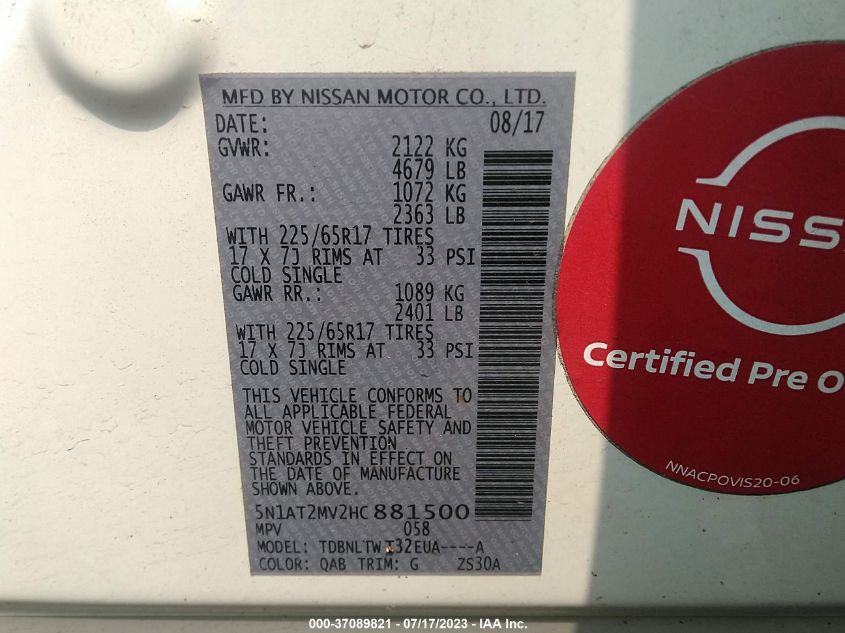 MFD BY NISSAN MOTOR CO., LTD.
DATE: 08/17
GVWR: 2122 KG
4679 LB
GAWR FR.: 1072 KG
2363 LB
WITH 225/65R17 TIRES
17 X 7J RIMS AT 33 PSI
COLD SINGLE
GAWR RR.: 1089 KG
2401 LB
WITH 225/65R17 TIRES
17 X 7J RIMS AT 33 PSI
COLD SINGLE
THIS VEHICLE CONFORMS TO
ALL APPLICABLE FEDERAL
MOTOR VEHICLE SAFETY AND
THEFT PREVENTION
STANDARDS IN EFFECT ON
THE DATE OF MANUFACTURE
SHOWN ABOVE.
5N1AT2MV2HC881500
MPV 058
MODEL: TDBNLTWT32EUA----A
COLOR: QAB TRIM: G ZS30A
NISS
Certified Pre O
NNACPOVIS20-06
000-37089821 - 07/17/2023 - IAA Inc.